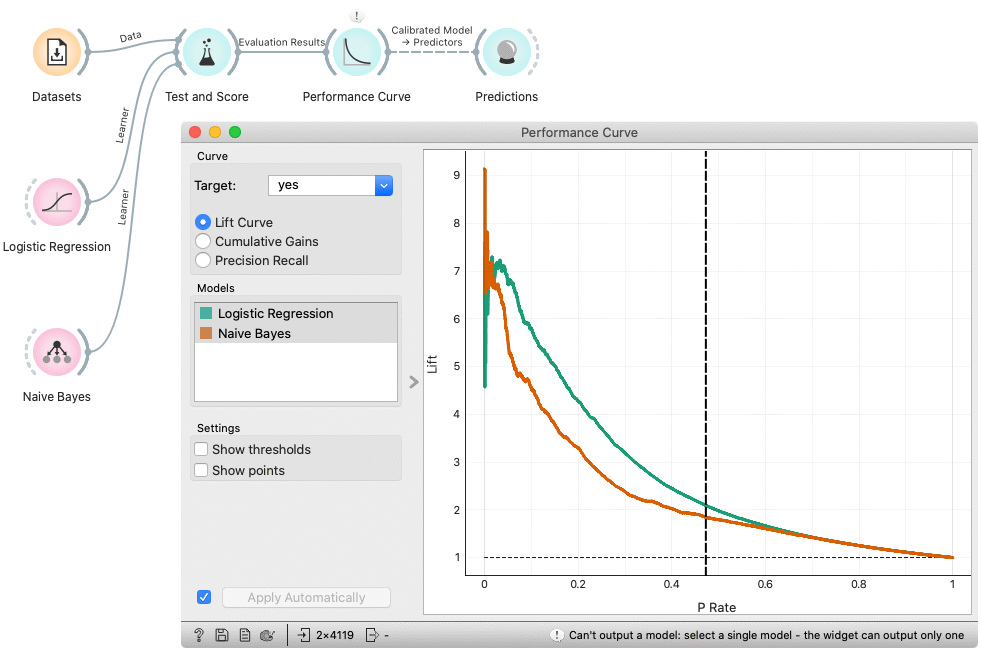 !
Data
Evaluation Results
Calibrated Model
→ Predictors
Datasets
Test and Score
Performance Curve
Predictions
Learner
Learner
Logistic Regression
Naive Bayes
Performance Curve
Curve
Target:
yes
Lift Curve
Cumulative Gains
Precision Recall
Models
Logistic Regression
Naive Bayes
Settings
Show thresholds
Show points
Apply Automatically
Lift
9
8
7
6
5
4
3
2
1
0
0.2
0.4
0.6
0.8
1
P Rate
?
2×4119
-
! Can't output a model: select a single model - the widget can output only one